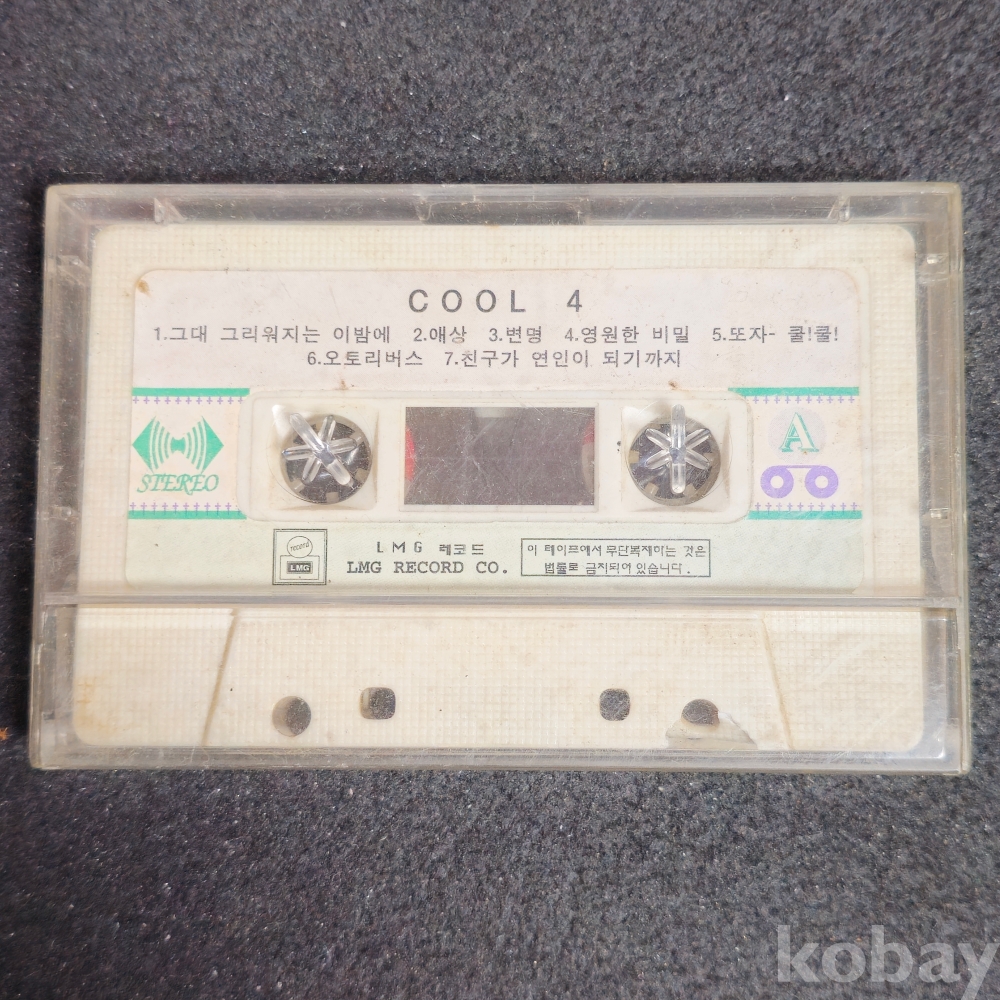 COOL 4
1.그대 그리워지는 이밤에 2.애상 3.변명 4.영원한 비밀 5.또자- 쿨!쿨!
6.오토리버스 7.친구가 연인이 되기까지
STEREO
A
record
LMG
LMG 레코드
LMG RECORD CO.
이 테이프에서 무단복제하는 것은
법률로 금지되어 있습니다.
kobay